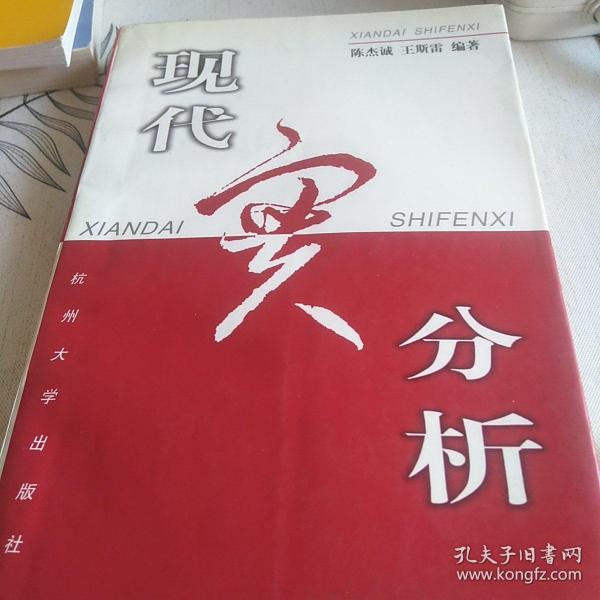 XIANDAI SHIFENXI
陈杰诚 王斯雷 编著
现代
实
XIANDAI
SHIFENXI
分析
杭州大学出版社
孔夫子旧书网
www.kongfz.com